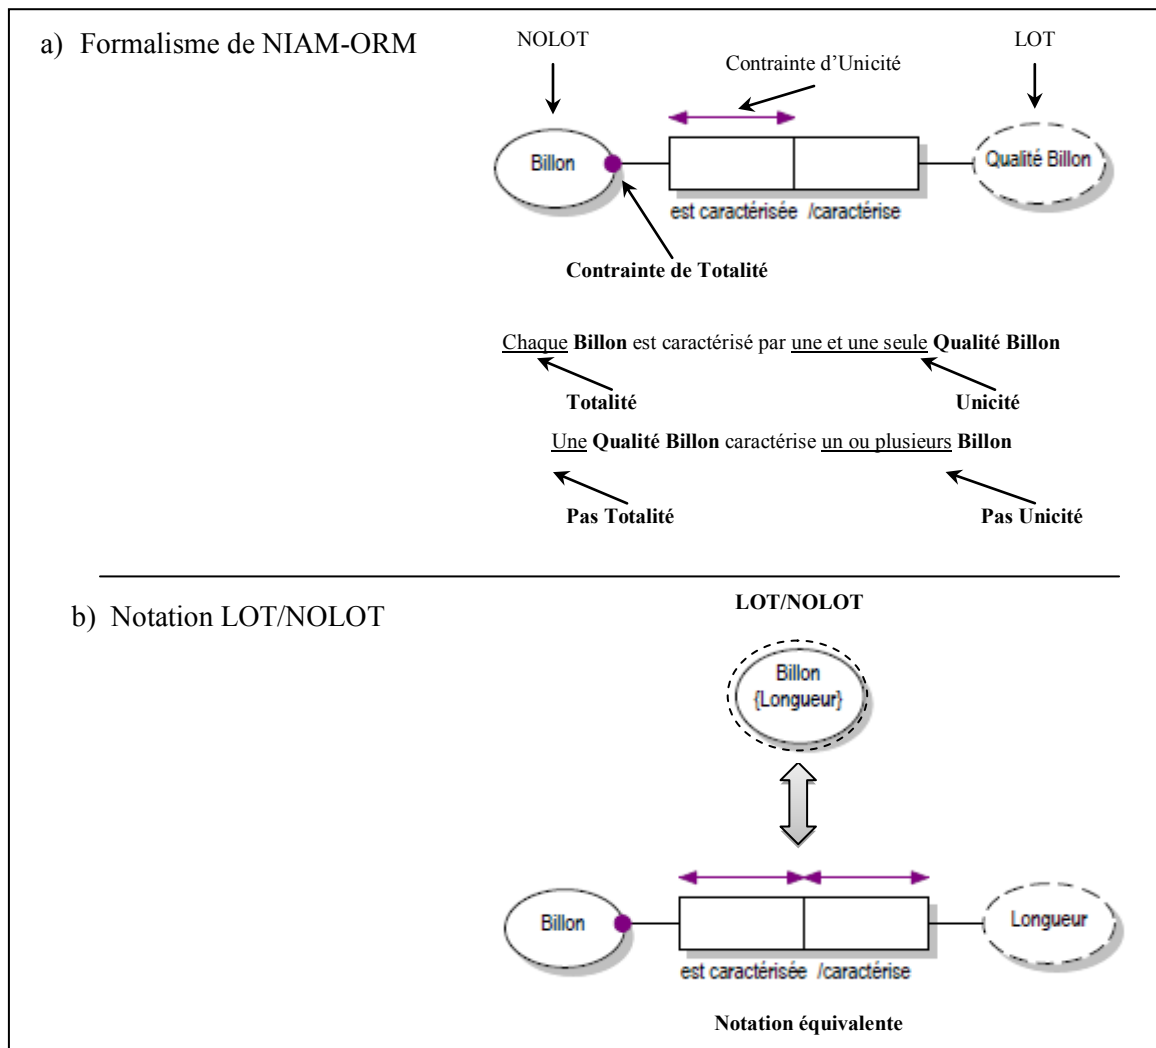 a) Formalisme de NIAM-ORM
NOLOT
LOT
Contrainte d'Unicité
Billon
Qualité Billon
est caractérisée /caractérise
Contrainte de Totalité
Chaque Billon est caractérisé par une et une seule Qualité Billon
Totalité
Unicité
Une Qualité Billon caractérise un ou plusieurs Billon
Pas Totalité
Pas Unicité
b) Notation LOT/NOLOT
LOT/NOLOT
Billon
{Longueur}
Billon
Longueur
est caractérisée /caractérise
Notation équivalente